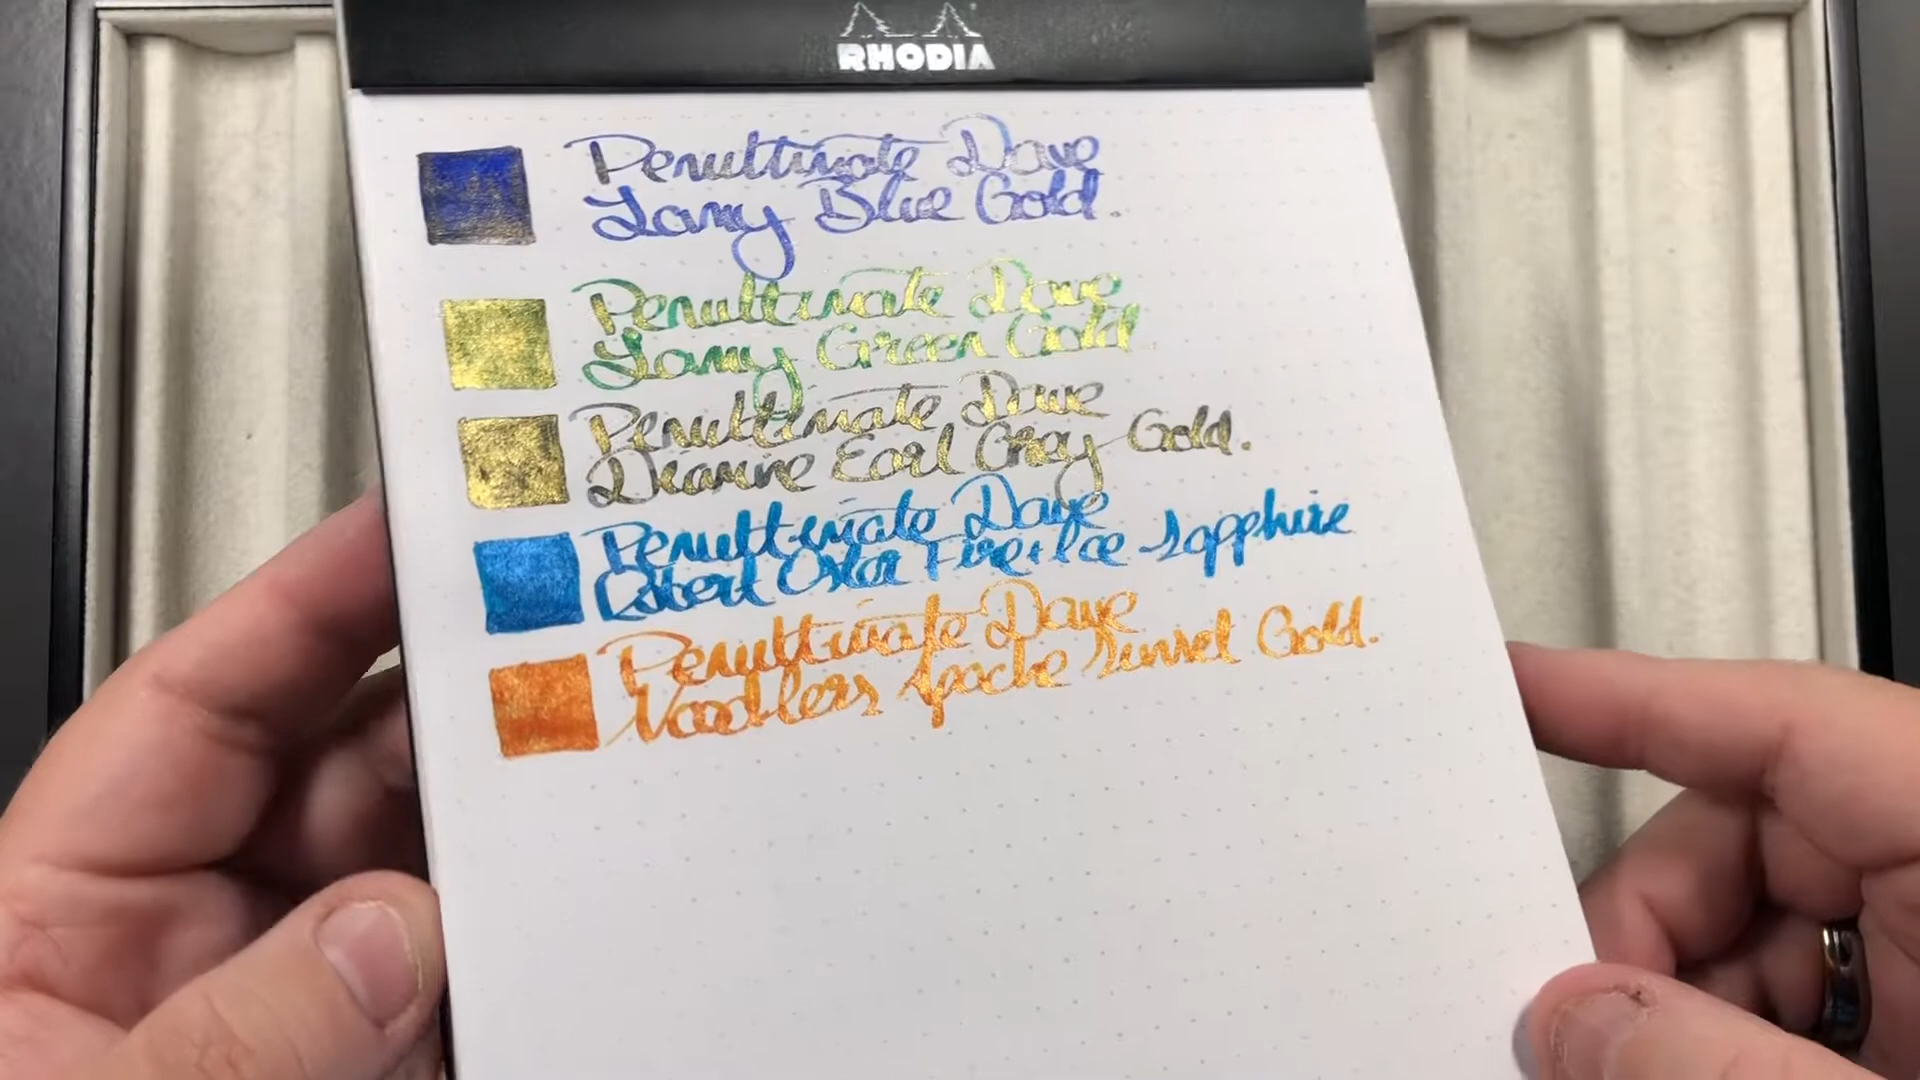 RHODIA
Penultimate Dave
Lamy Blue Gold.
Penultimate Dave
Lamy Green Gold
Penultimate Dave
Diamine Earl Grey Gold.
Penultimate Dave
Robert Oster Fire + Ice Sapphire
Penultimate Dave
Noodlers Apache Sunset Gold.